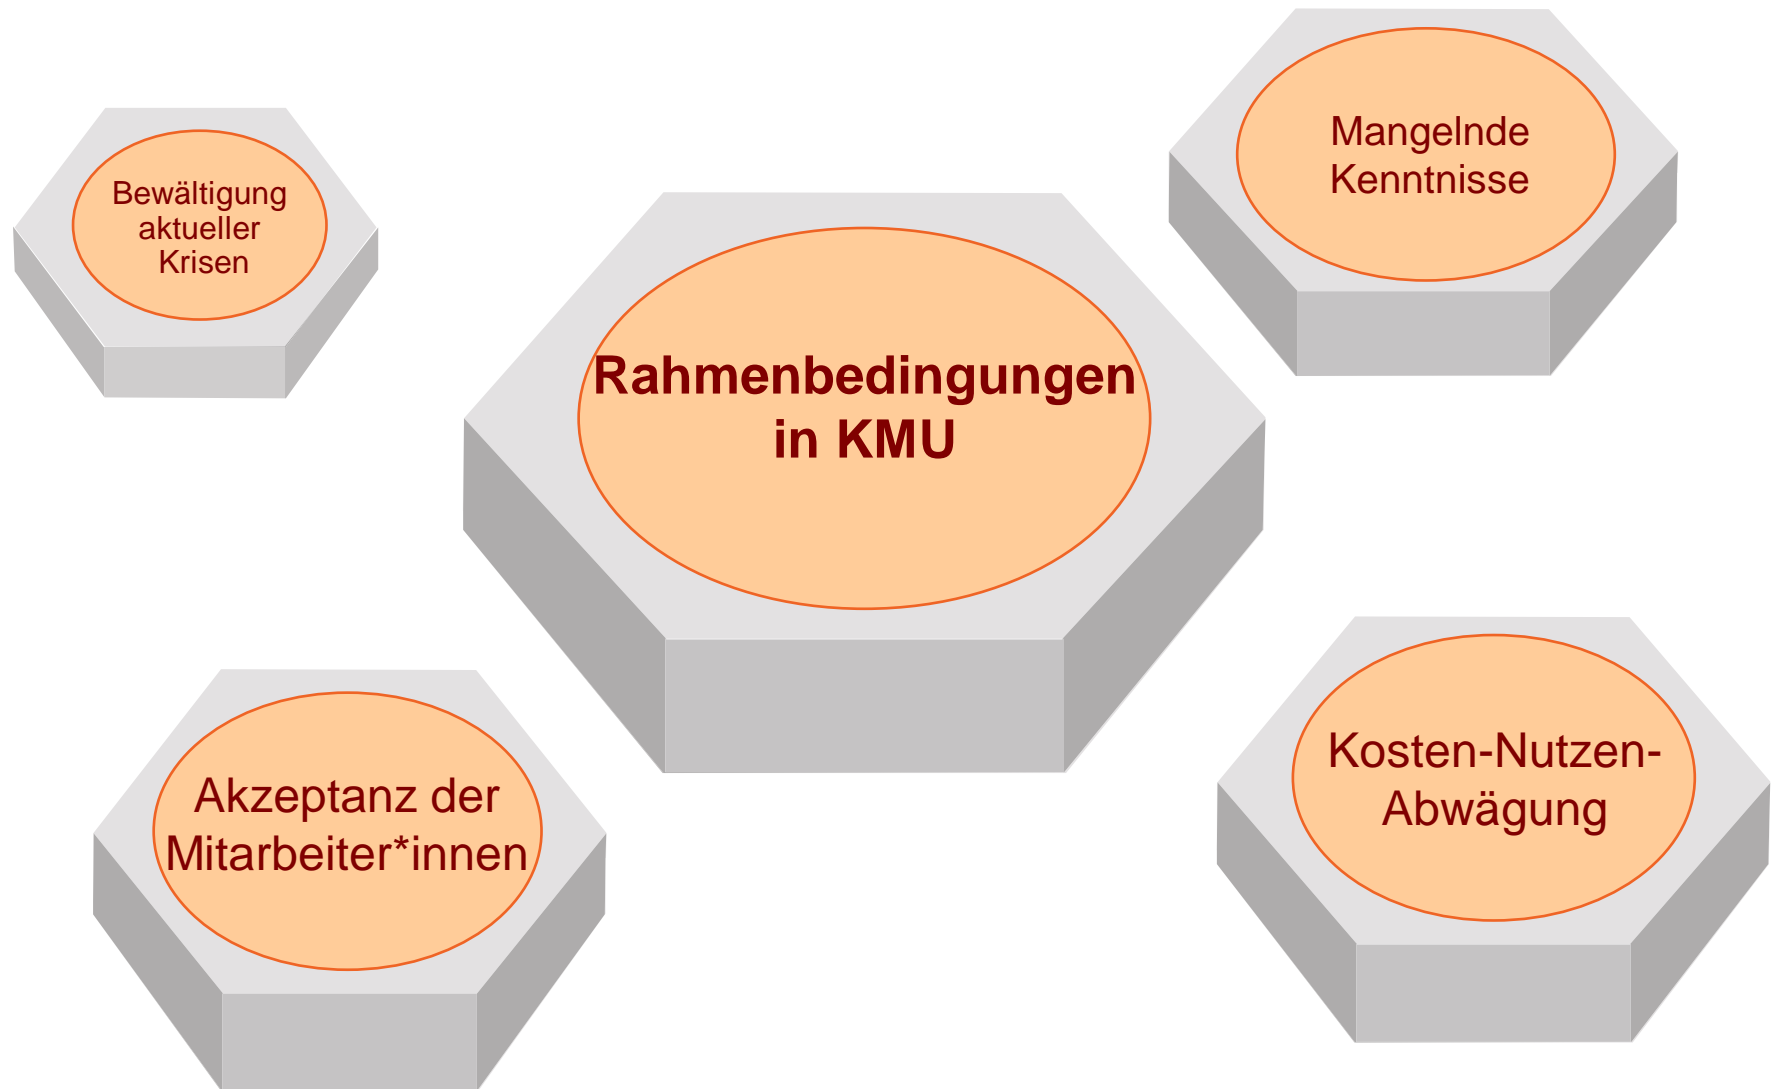 Bewältigung
aktueller
Krisen
Mangelnde
Kenntnisse
Rahmenbedingungen
in KMU
Akzeptanz der
Mitarbeiter*innen
Kosten-Nutzen-
Abwägung